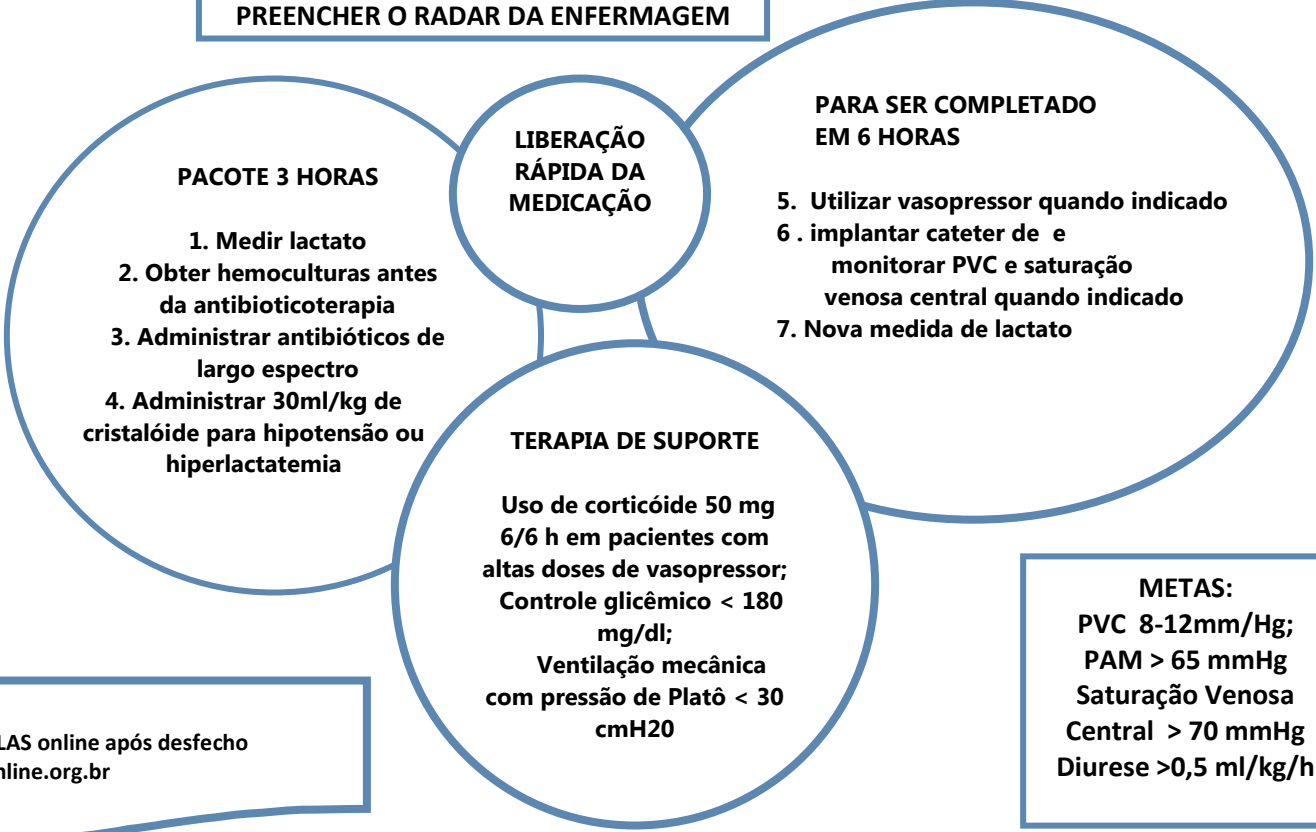 PREENCHER O RADAR DA ENFERMAGEM
PACOTE 3 HORAS
1. Medir lactato
2. Obter hemoculturas antes
da antibioticoterapia
3. Administrar antibióticos de
largo espectro
4. Administrar 30ml/kg de
cristalóide para hipotensão ou
hiperlactatemia
LIBERAÇÃO
RÁPIDA DA
MEDICAÇÃO
PARA SER COMPLETADO
EM 6 HORAS
5. Utilizar vasopressor quando indicado
6 . implantar cateter de e
monitorar PVC e saturação
venosa central quando indicado
7. Nova medida de lactato
TERAPIA DE SUPORTE
Uso de corticóide 50 mg
6/6 h em pacientes com
altas doses de vasopressor;
Controle glicêmico < 180
mg/dl;
Ventilação mecânica
com pressão de Platô < 30
cmH20
METAS:
PVC 8-12mm/Hg;
PAM > 65 mmHg
Saturação Venosa
Central > 70 mmHg
Diurese >0,5 ml/kg/h
LAS online após desfecho
nline.org.br